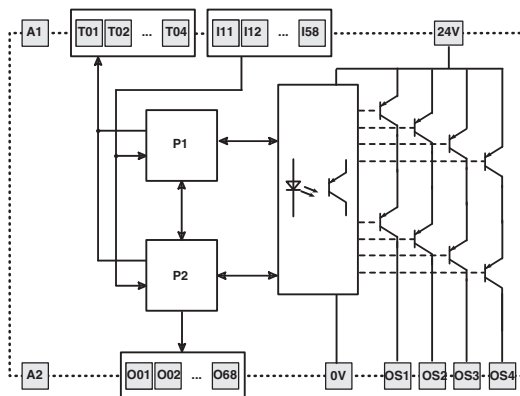 A1 T01 T02 ... T04 I11 I12 ... I58 24V
P1
P2
A2 O01 O02 ... O68 0V OS1 OS2 OS3 OS4